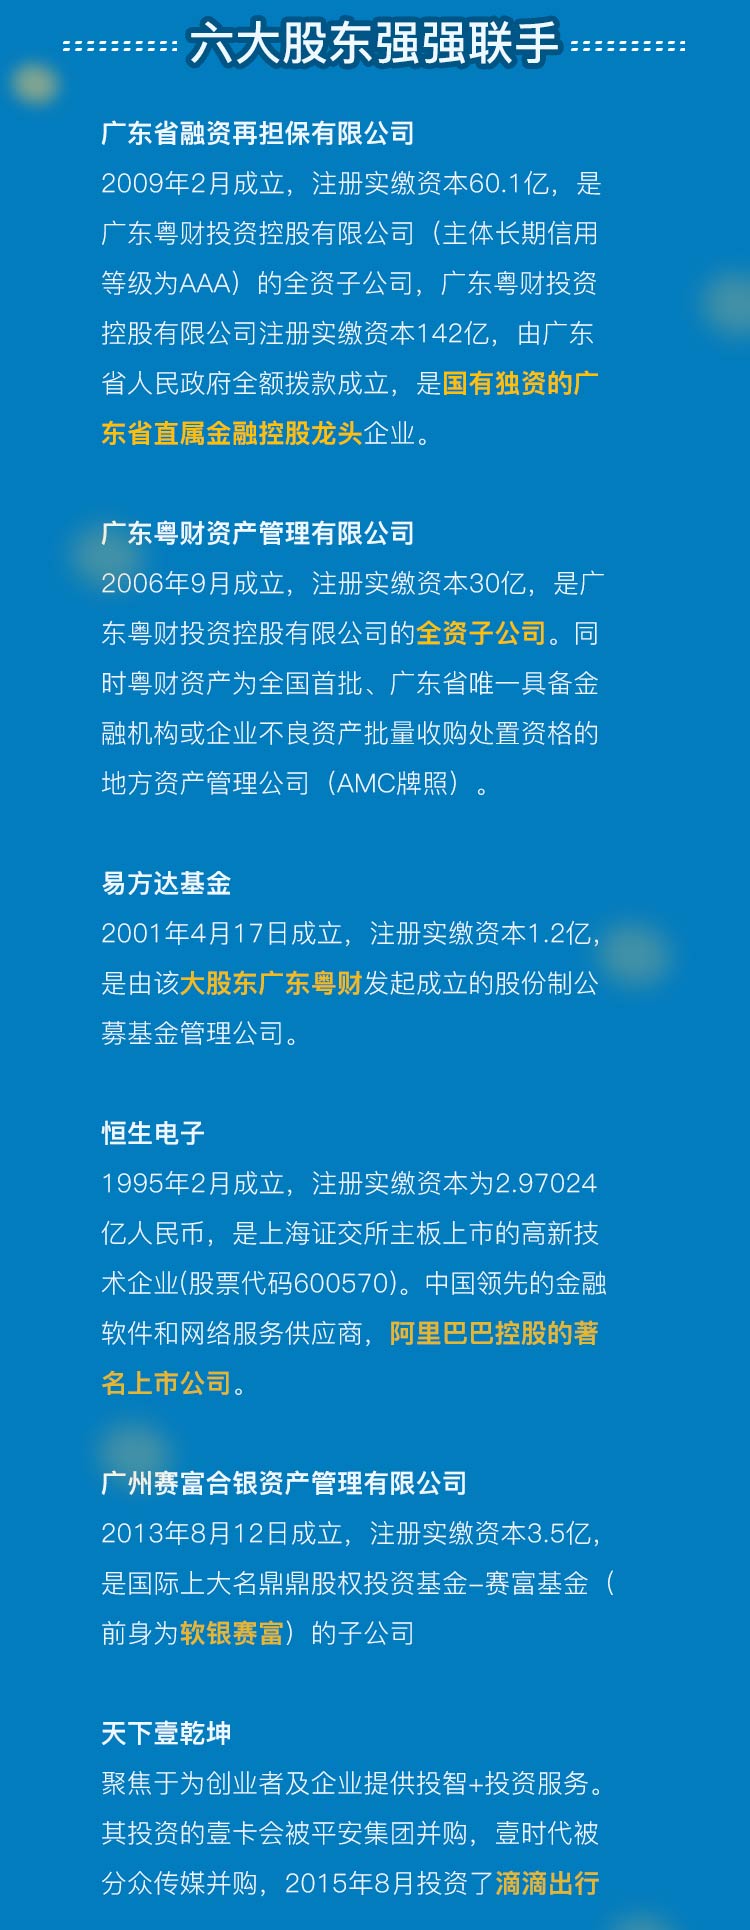 六大股东强强联手
广东省融资再担保有限公司
2009年2月成立，注册实缴资本60.1亿，是
广东粤财投资控股有限公司（主体长期信用
等级为AAA）的全资子公司，广东粤财投资
控股有限公司注册实缴资本142亿，由广东
省人民政府全额拨款成立，是国有独资的广
东省直属金融控股龙头企业。
广东粤财资产管理有限公司
2006年9月成立，注册实缴资本30亿，是广
东粤财投资控股有限公司的全资子公司。同
时粤财资产为全国首批、广东省唯一具备金
融机构或企业不良资产批量收购处置资格的
地方资产管理公司（AMC牌照）。
易方达基金
2001年4月17日成立，注册实缴资本1.2亿，
是由该大股东广东粤财发起成立的股份制公
募基金管理公司。
恒生电子
1995年2月成立，注册实缴资本为2.97024
亿人民币，是上海证交所主板上市的高新技
术企业(股票代码600570)。中国领先的金融
软件和网络服务供应商，阿里巴巴控股的著
名上市公司。
广州赛富合银资产管理有限公司
2013年8月12日成立，注册实缴资本3.5亿，
是国际上大名鼎鼎股权投资基金-赛富基金（
前身为软银赛富）的子公司
天下壹乾坤
聚焦于为创业者及企业提供投智+投资服务。
其投资的壹卡会被平安集团并购，壹时代被
分众传媒并购，2015年8月投资了滴滴出行